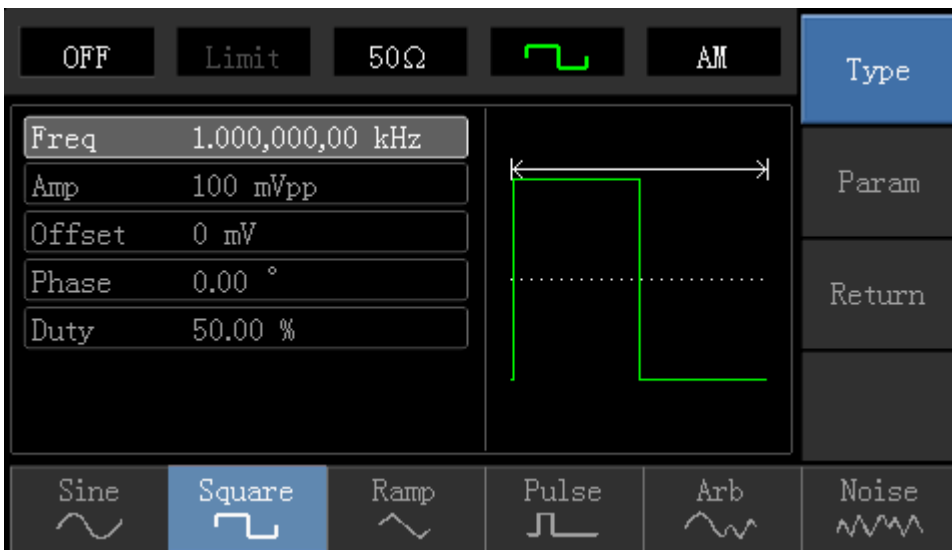 OFF Limit 50Ω AM
Type
Freq 1.000,000,00 kHz
Amp 100 mVpp
Param
Offset 0 mV
Phase 0.00 °
Return
Duty 50.00 %
Sine Square Ramp Pulse Arb Noise